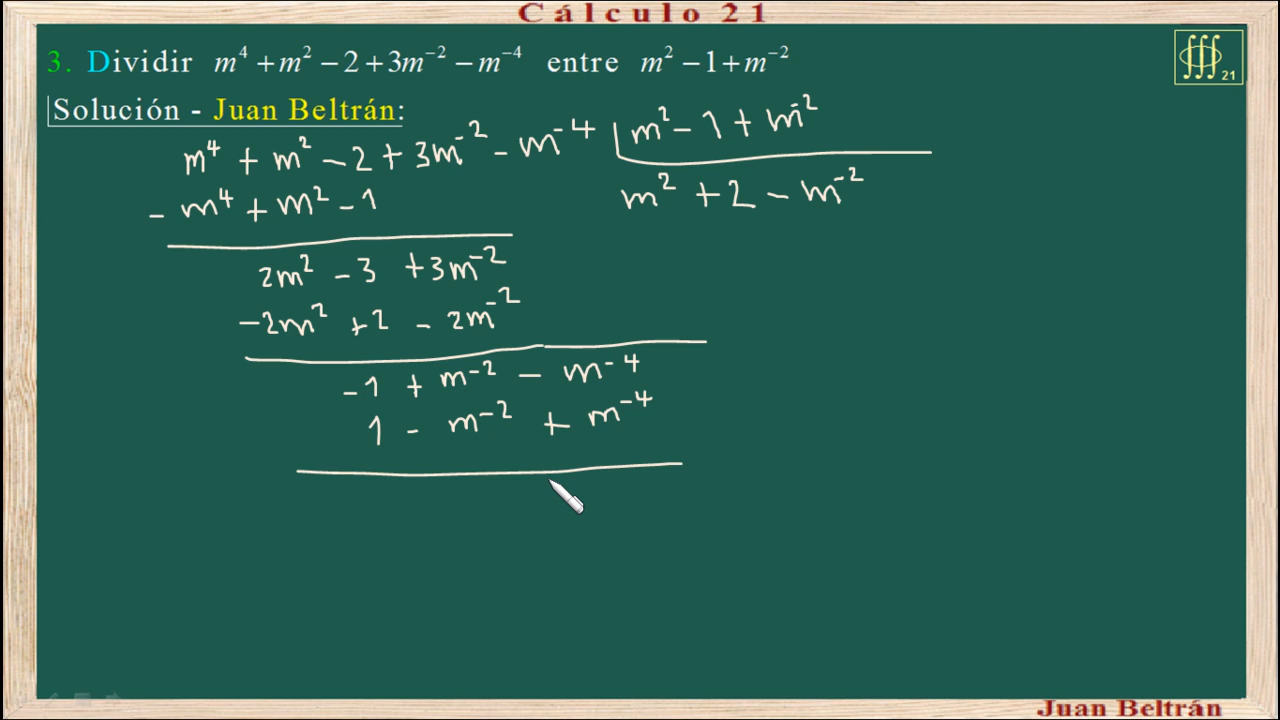 Cálculo 21
3. Dividir m⁴ + m² − 2 + 3m⁻² − m⁻⁴ entre m² − 1 + m⁻²
21
Solución - Juan Beltrán:
m⁴ + m² − 2 + 3m⁻² − m⁻⁴ | m² − 1 + m⁻²
− m⁴ + m² − 1
m² + 2 − m⁻²
2m² − 3 + 3m⁻²
−2m² + 2 − 2m⁻²
−1 + m⁻² − m⁻⁴
1 − m⁻² + m⁻⁴
Juan Beltrán